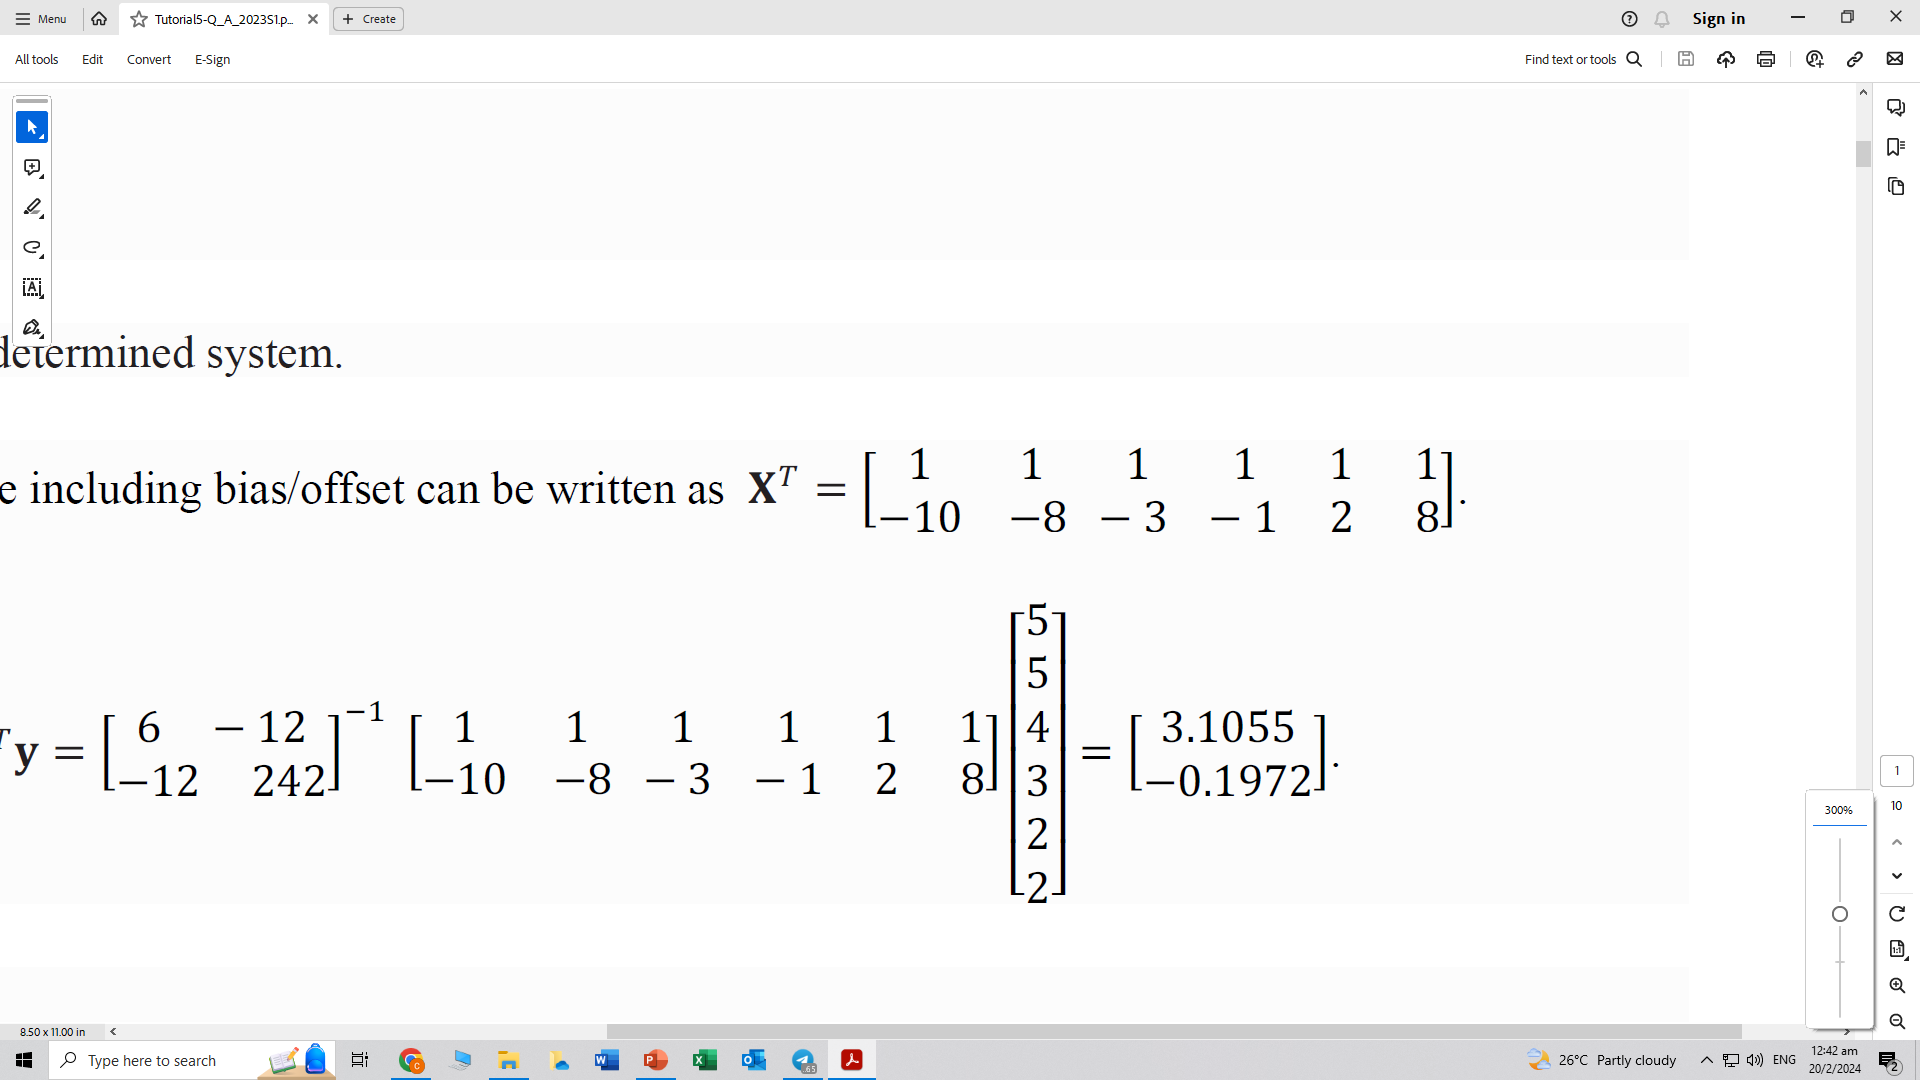 Menu Tutorial5-Q_A_2023S1.p... Create Sign in
All tools Edit Convert E-Sign Find text or tools
determined system.
e including bias/offset can be written as X^T = [1 1 1 1 1 1
−10 −8 − 3 − 1 2 8].
^T y = [6 − 12
−12 242]^−1 [1 1 1 1 1 1
−10 −8 − 3 − 1 2 8] [5
5
4
3
2
2] = [3.1055
−0.1972].
1
300%
10
8.50 x 11.00 in
Type here to search 26°C Partly cloudy ENG 12:42 am
20/2/2024 2